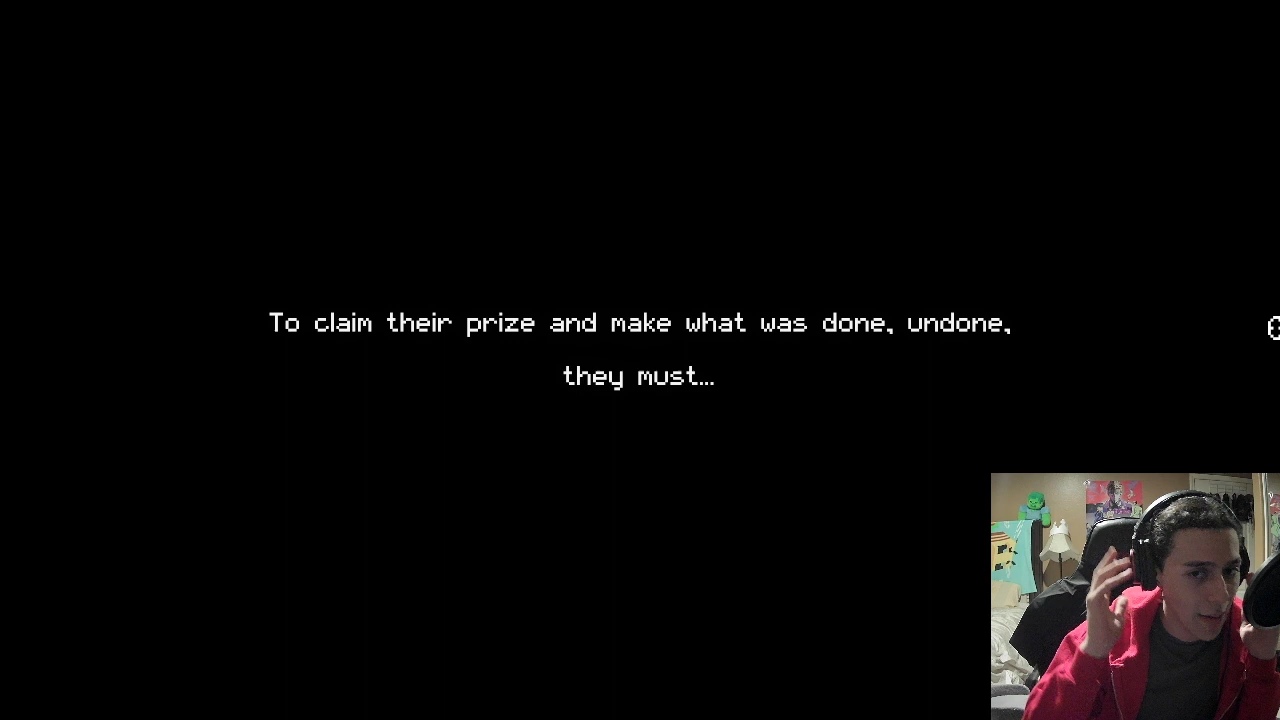 To claim their prize and make what was done, undone,
they must...